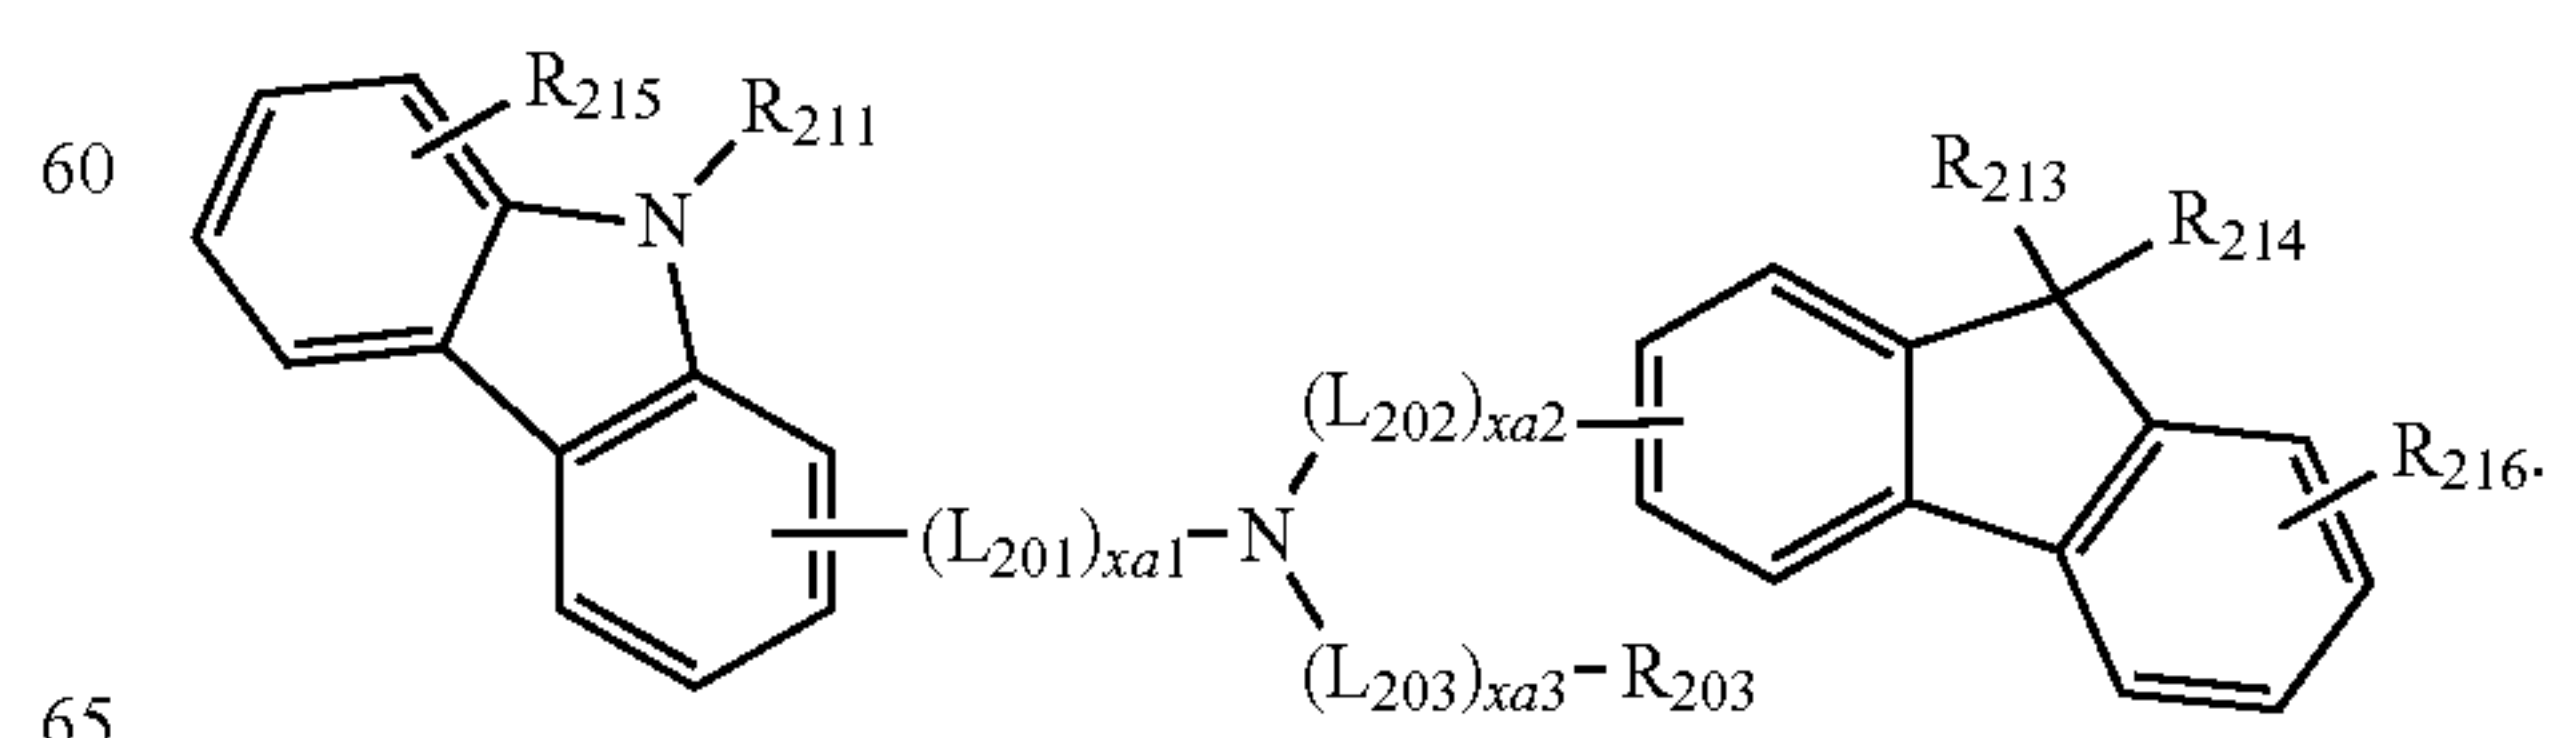 R215
R211
60
N
R213
R214
(L202)xa2
R216.
(L201)xa1
N
(L203)xa3
R203
65